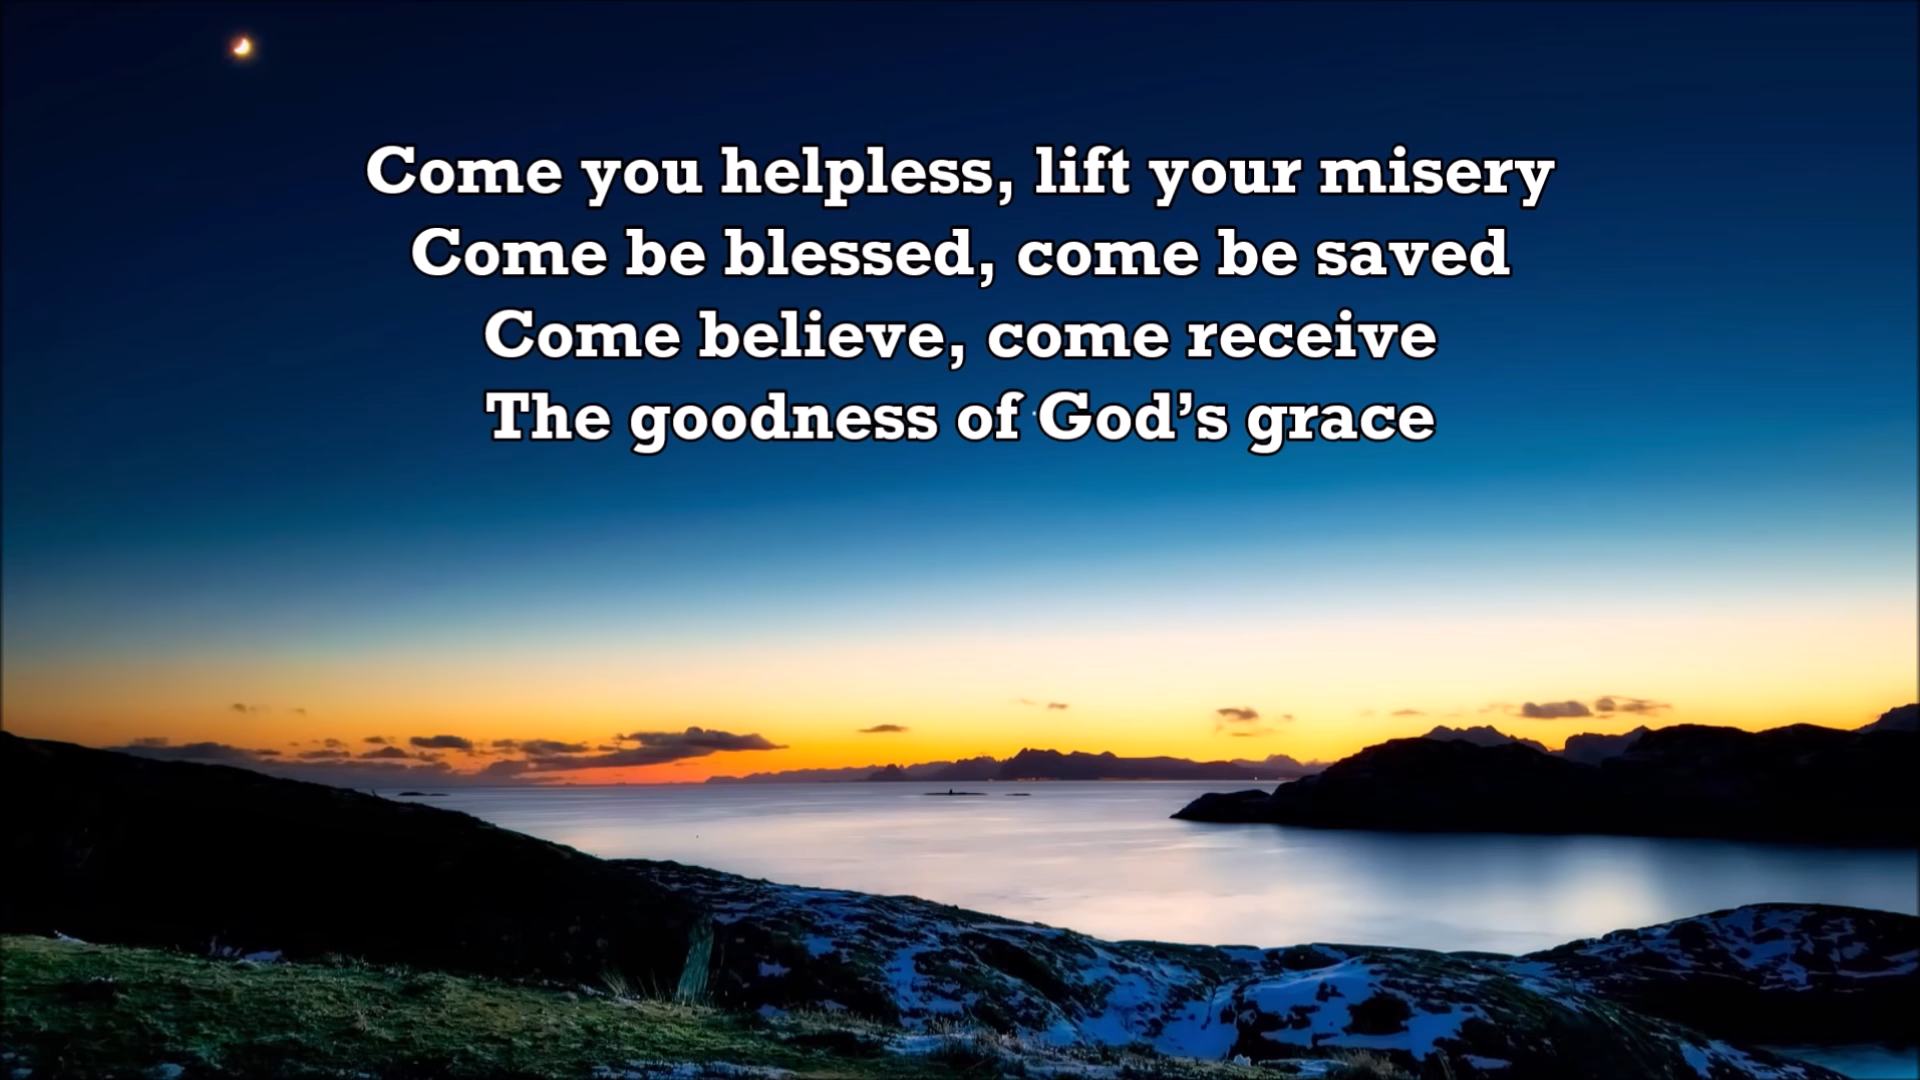 Come you helpless, lift your misery
Come be blessed, come be saved
Come believe, come receive
The goodness of God’s grace